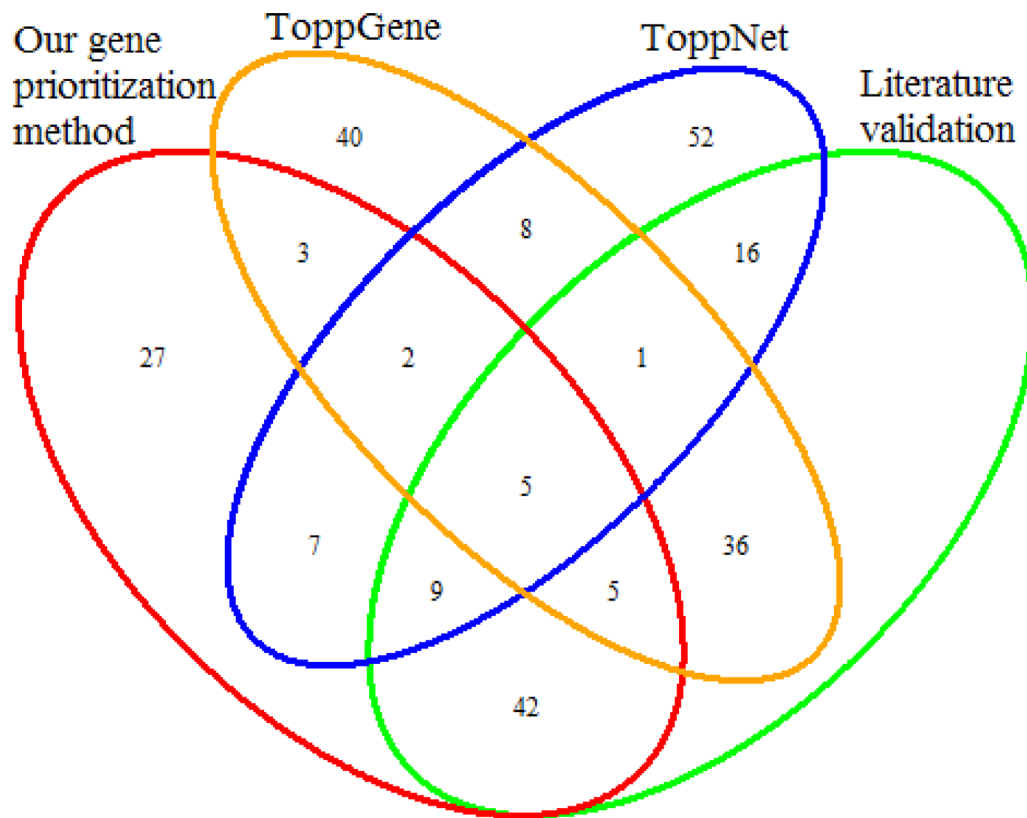 Our gene
prioritization
method
ToppGene
ToppNet
Literature
validation
40
52
3
8
16
27
2
1
5
7
9
5
36
42